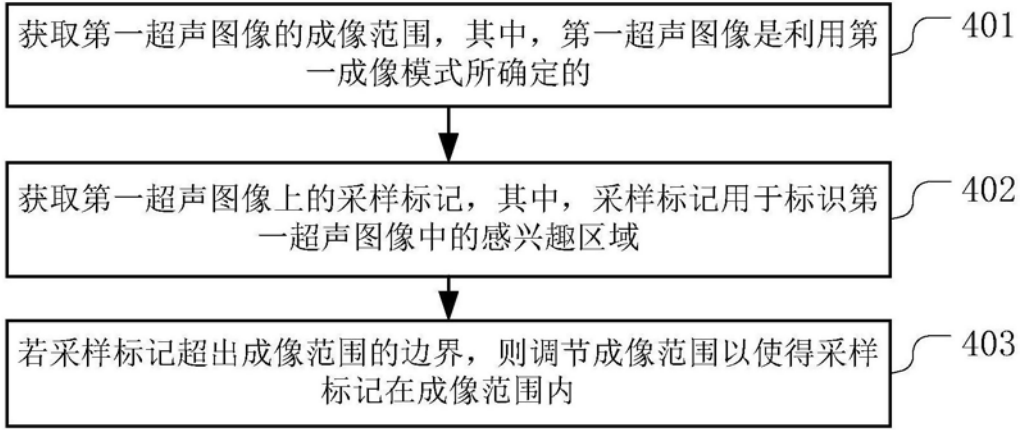 获取第一超声图像的成像范围，其中，第一超声图像是利用第
一成像模式所确定的
401
获取第一超声图像上的采样标记，其中，采样标记用于标识第
一超声图像中的感兴趣区域
402
若采样标记超出成像范围的边界，则调节成像范围以使得采样
标记在成像范围内
403